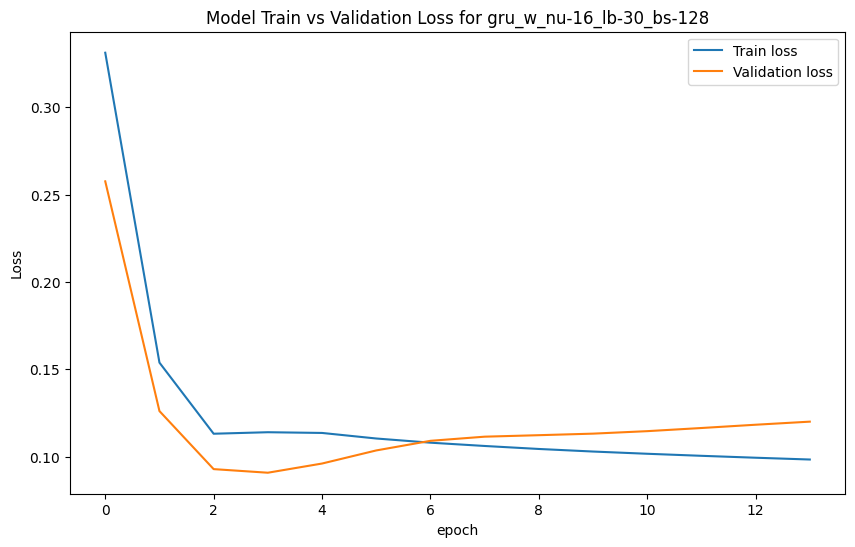 Model Train vs Validation Loss for gru_w_nu-16_lb-30_bs-128
Train loss
Validation loss
0.30
0.25
0.20
0.15
0.10
Loss
0 2 4 6 8 10 12
epoch